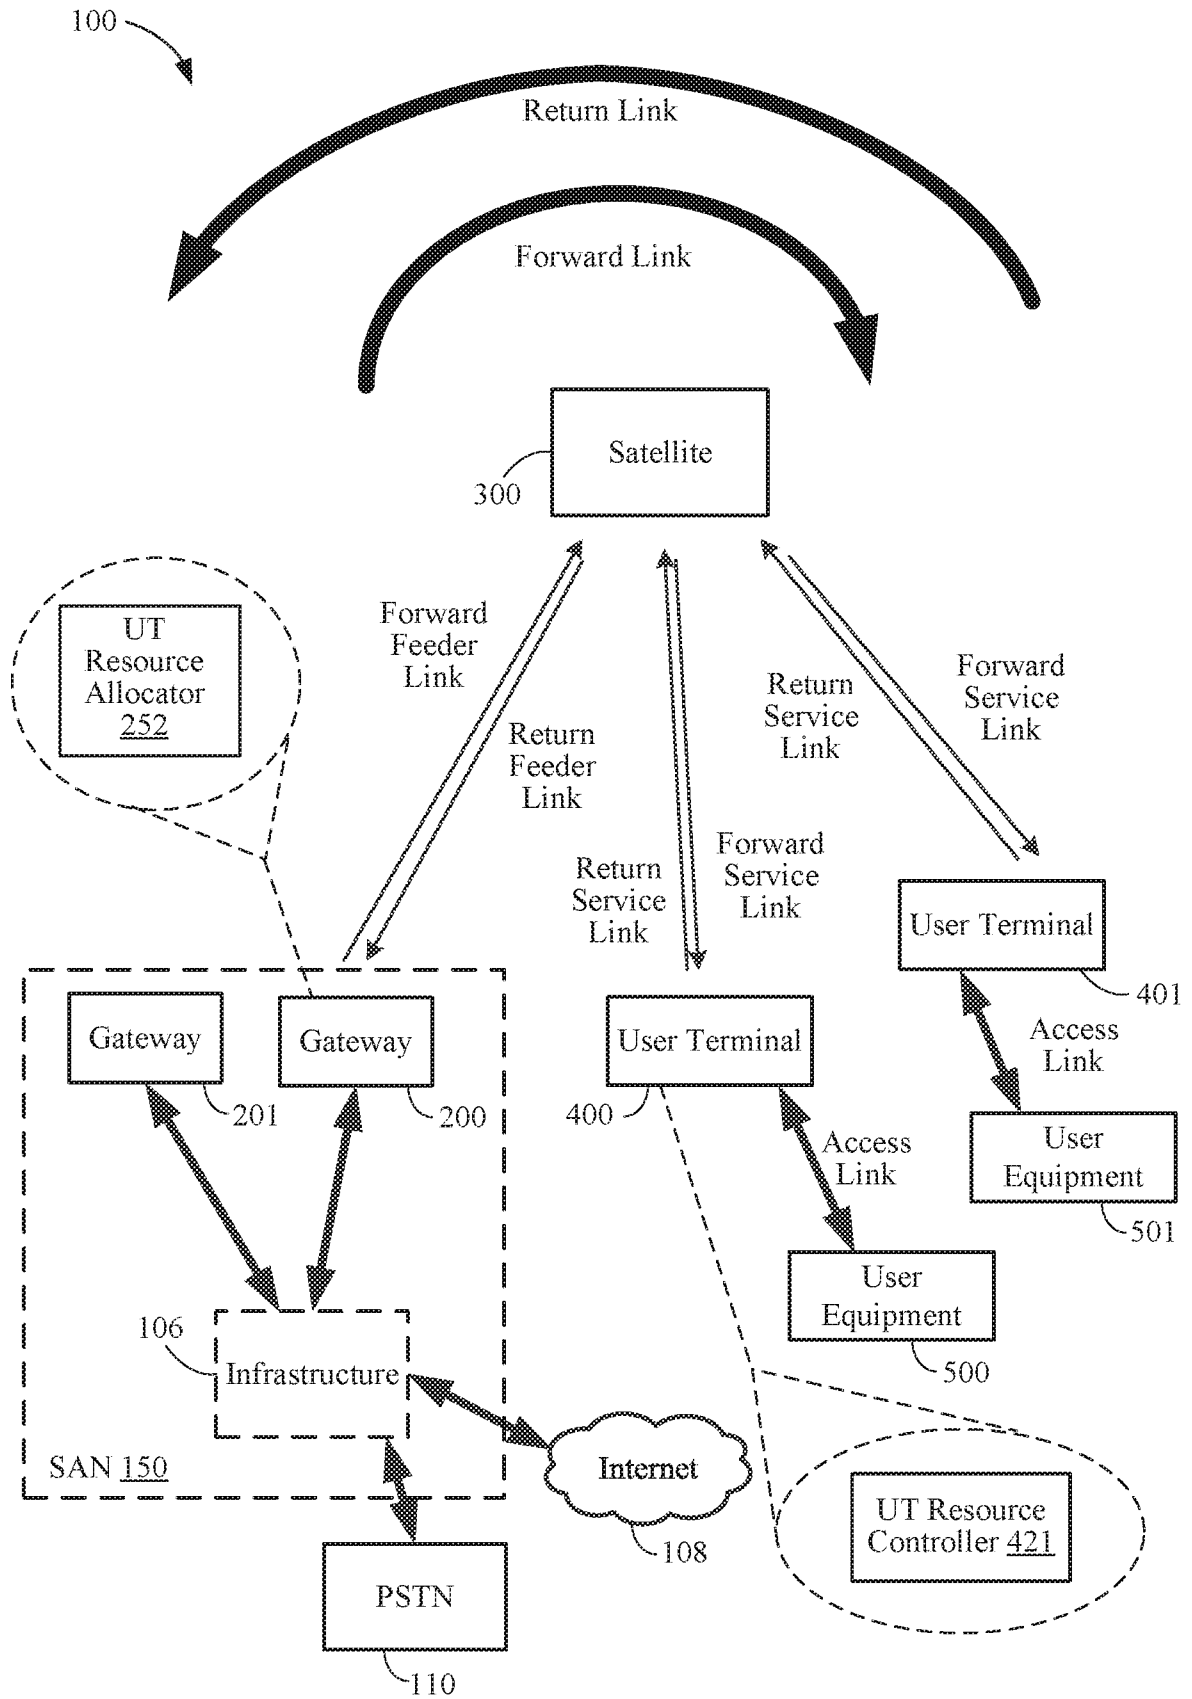 100
Return Link
Forward Link
Satellite
300
UT
Resource
Allocator
252
Forward
Feeder
Link
Return
Feeder
Link
Return
Service
Link
Forward
Service
Link
Return
Service
Link
Forward
Service
Link
User Terminal
401
Gateway
201
Gateway
200
User Terminal
400
Access
Link
User
Equipment
501
Access
Link
User
Equipment
500
106
Infrastructure
SAN 150
Internet
108
UT Resource
Controller 421
PSTN
110